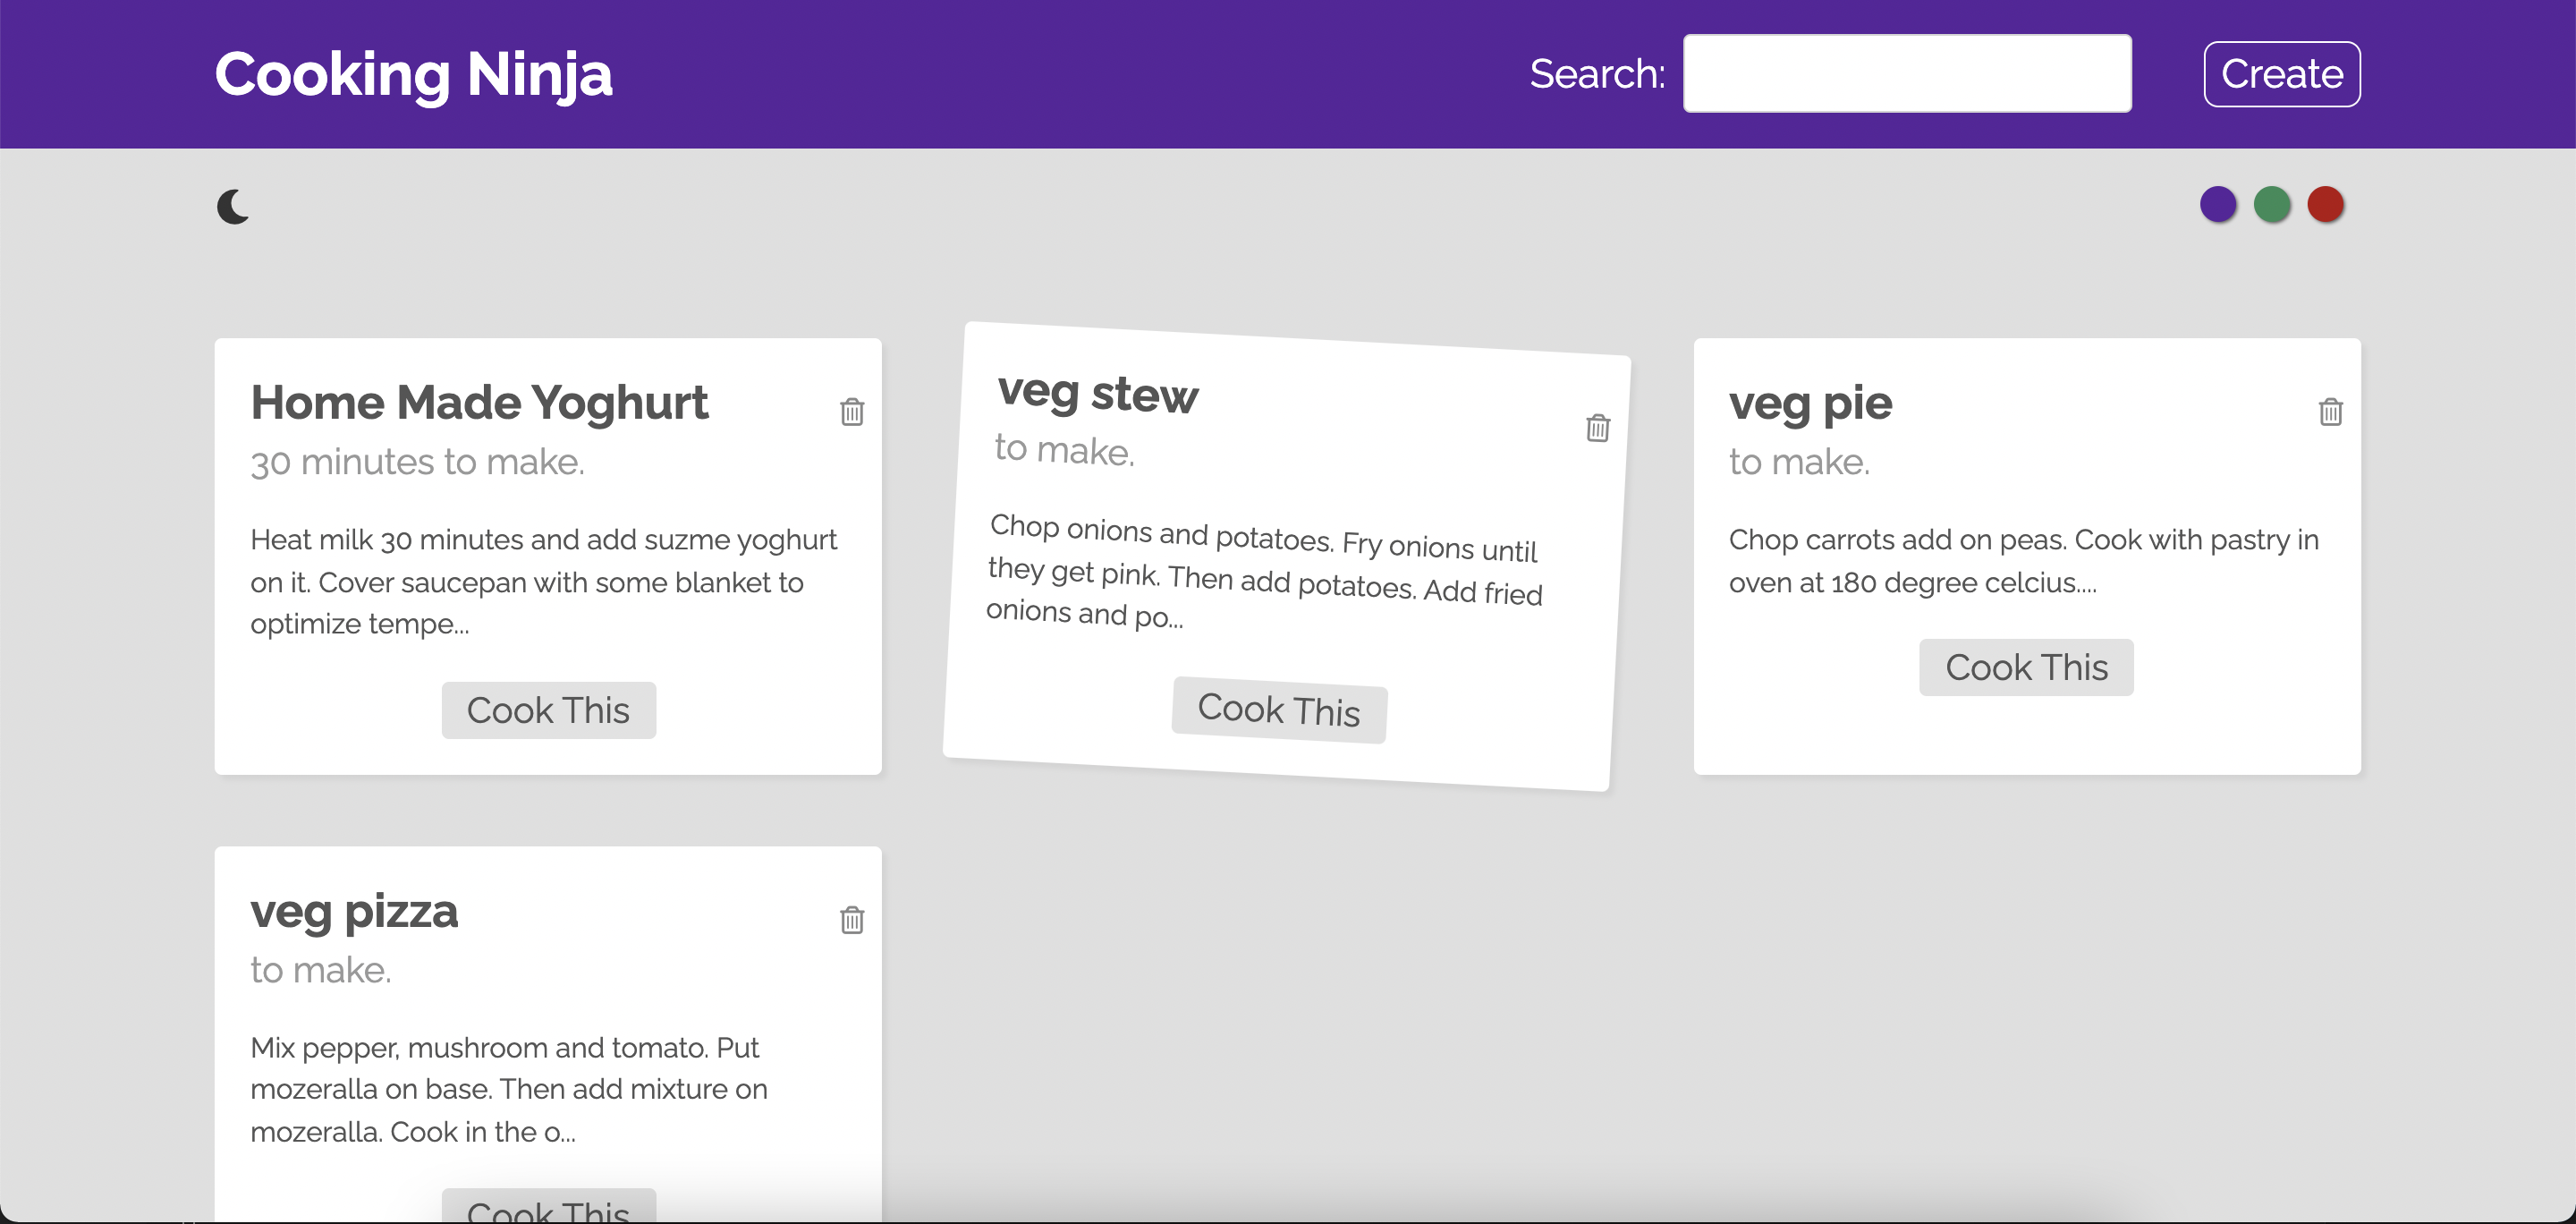 Cooking Ninja
Search:
Create
Home Made Yoghurt
30 minutes to make.
Heat milk 30 minutes and add suzme yoghurt
on it. Cover saucepan with some blanket to
optimize tempe...
Cook This
veg stew
to make.
Chop onions and potatoes. Fry onions until
they get pink. Then add potatoes. Add fried
onions and po...
Cook This
veg pie
to make.
Chop carrots add on peas. Cook with pastry in
oven at 180 degree celcius....
Cook This
veg pizza
to make.
Mix pepper, mushroom and tomato. Put
mozeralla on base. Then add mixture on
mozeralla. Cook in the o...
Cook This